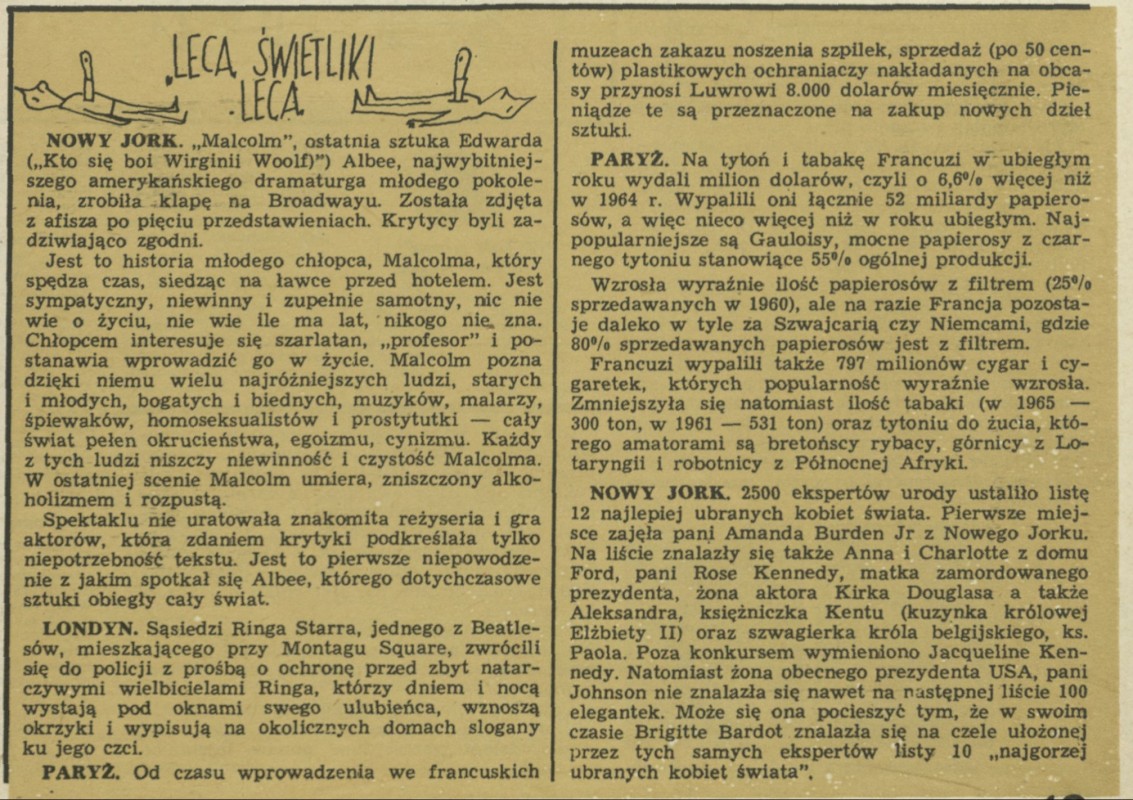 LECĄ ŚWIETLIKI
LECĄ
NOWY JORK. „Malcolm”, ostatnia sztuka Edwarda
(„Kto się boi Wirginii Woolf)”) Albee, najwybitniej-
szego amerykańskiego dramaturga młodego pokole-
nia, zrobiła klapę na Broadwayu. Została zdjęta
z afisza po pięciu przedstawieniach. Krytycy byli za-
dziwiająco zgodni.
Jest to historia młodego chłopca, Malcolma, który
spędza czas, siedząc na ławce przed hotelem. Jest
sympatyczny, niewinny i zupełnie samotny, nic nie
wie o życiu, nie wie ile ma lat, nikogo nie zna.
Chłopcem interesuje się szarlatan, „profesor” i po-
stanawia wprowadzić go w życie. Malcolm pozna
dzięki niemu wielu najróżniejszych ludzi, starych
i młodych, bogatych i biednych, muzyków, malarzy,
śpiewaków, homoseksualistów i prostytutki — cały
świat pełen okrucieństwa, egoizmu, cynizmu. Każdy
z tych ludzi niszczy niewinność i czystość Malcolma.
W ostatniej scenie Malcolm umiera, zniszczony alko-
holizmem i rozpustą.
Spektaklu nie uratowała znakomita reżyseria i gra
aktorów, która zdaniem krytyki podkreślała tylko
niepotrzebność tekstu. Jest to pierwsze niepowodze-
nie z jakim spotkał się Albee, którego dotychczasowe
sztuki obiegły cały świat.
LONDYN. Sąsiedzi Ringa Starra, jednego z Beatle-
sów, mieszkającego przy Montagu Square, zwrócili
się do policji z prośbą o ochronę przed zbyt natar-
czywymi wielbicielami Ringa, którzy dniem i nocą
wystają pod oknami swego ulubieńca, wznoszą
okrzyki i wypisują na okolicznych domach slogany
ku jego czci.
PARYŻ. Od czasu wprowadzenia we francuskich
muzeach zakazu noszenia szpilek, sprzedaż (po 50 cen-
tów) plastikowych ochraniaczy nakładanych na obca-
sy przynosi Luwrowi 8.000 dolarów miesięcznie. Pie-
niądze te są przeznaczone na zakup nowych dzieł
sztuki.
PARYŻ. Na tytoń i tabakę Francuzi w ubiegłym
roku wydali milion dolarów, czyli o 6,6% więcej niż
w 1964 r. Wypalili oni łącznie 52 miliardy papiero-
sów, a więc nieco więcej niż w roku ubiegłym. Naj-
popularniejsze są Gauloisy, mocne papierosy z czar-
nego tytoniu stanowiące 55% ogólnej produkcji.
Wzrosła wyraźnie ilość papierosów z filtrem (25%
sprzedawanych w 1960), ale na razie Francja pozosta-
je daleko w tyle za Szwajcarią czy Niemcami, gdzie
80% sprzedawanych papierosów jest z filtrem.
Francuzi wypalili także 797 milionów cygar i cy-
garetek, których popularność wyraźnie wzrosła.
Zmniejszyła się natomiast ilość tabaki (w 1965 —
300 ton, w 1961 — 531 ton) oraz tytoniu do żucia, któ-
rego amatorami są bretońscy rybacy, górnicy z Lo-
taryngii i robotnicy z Północnej Afryki.
NOWY JORK. 2500 ekspertów urody ustaliło listę
12 najlepiej ubranych kobiet świata. Pierwsze miej-
sce zajęła pani Amanda Burden Jr z Nowego Jorku.
Na liście znalazły się także Anna i Charlotte z domu
Ford, pani Rose Kennedy, matka zamordowanego
prezydenta, żona aktora Kirka Douglasa a także
Aleksandra, księżniczka Kentu (kuzynka królowej
Elżbiety II) oraz szwagierka króla belgijskiego, ks.
Paola. Poza konkursem wymieniono Jacqueline Ken-
nedy. Natomiast żona obecnego prezydenta USA, pani
Johnson nie znalazła się nawet na następnej liście 100
elegantek. Może się ona pocieszyć tym, że w swoim
czasie Brigitte Bardot znalazła się na czele ułożonej
przez tych samych ekspertów listy 10 „najgorzej
ubranych kobiet świata”.